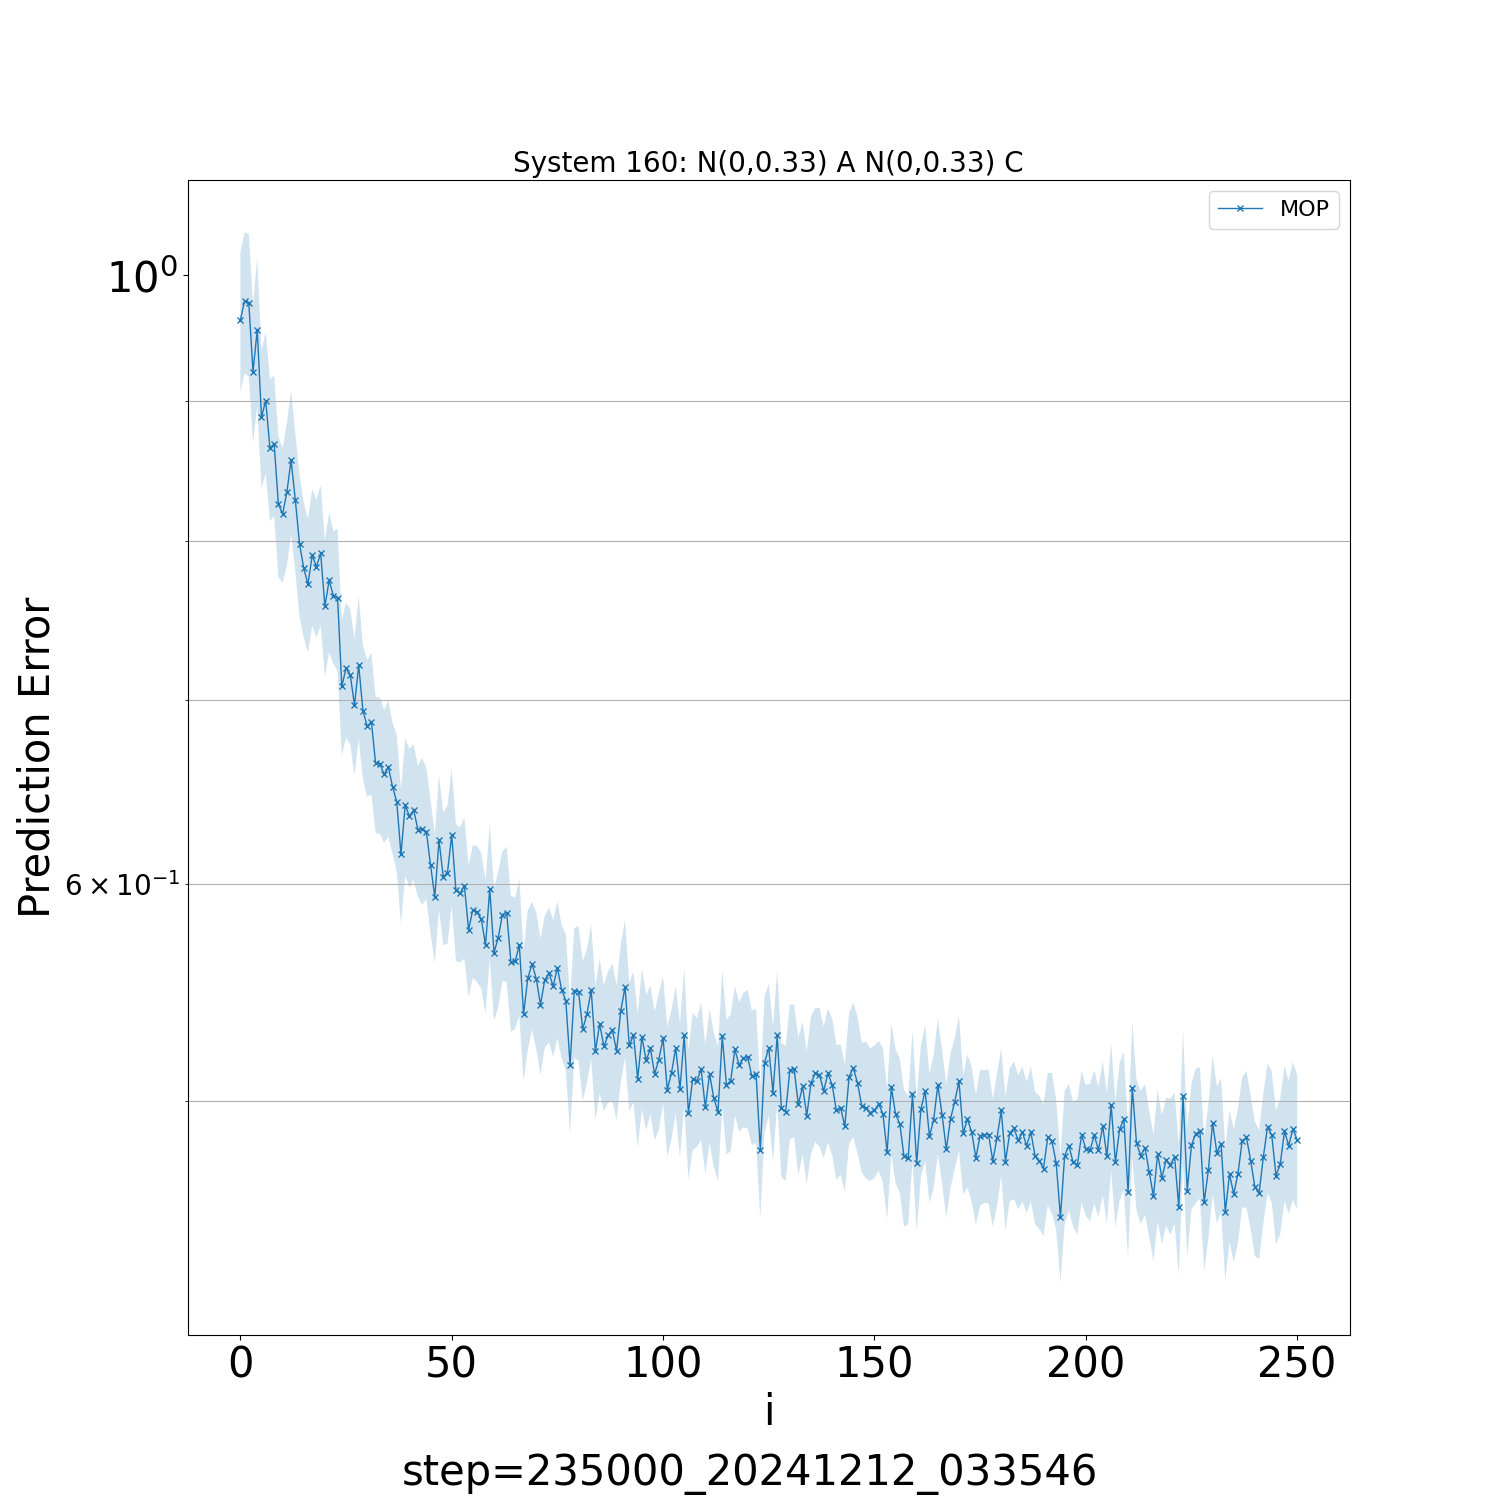 System 160: N(0,0.33) A N(0,0.33) C
MOP
10⁰
6 × 10⁻¹
Prediction Error
0 50 100 150 200 250
i
step=235000_20241212_033546